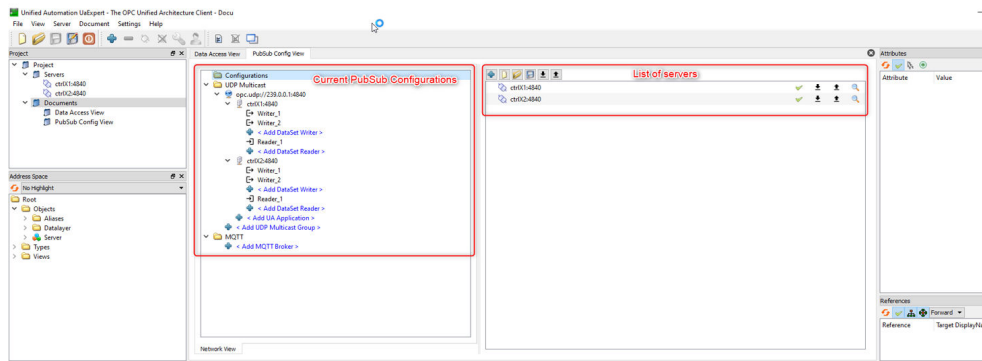 Unified Automation UaExpert - The OPC Unified Architecture Client - Docu
File View Server Document Settings Help
Project
Project
Servers
ctrlX1:4840
ctrlX2:4840
Documents
Data Access View
PubSub Config View
Address Space
No Highlight
Root
Objects
Aliases
Datalayer
Server
Types
Views
Data Access View PubSub Config View
Configurations
Current PubSub Configurations
UDP Multicast
opc.udp://239.0.0.1:4840
ctrlX1:4840
Writer_1
Writer_2
< Add DataSet Writer >
Reader_1
< Add DataSet Reader >
ctrlX2:4840
Writer_1
Writer_2
< Add DataSet Writer >
Reader_1
< Add DataSet Reader >
< Add UA Application >
< Add UDP Multicast Group >
MQTT
< Add MQTT Broker >
Network View
List of servers
ctrlX1:4840
ctrlX2:4840
Attributes
Attribute Value
References
Forward
Reference Target DisplayNa